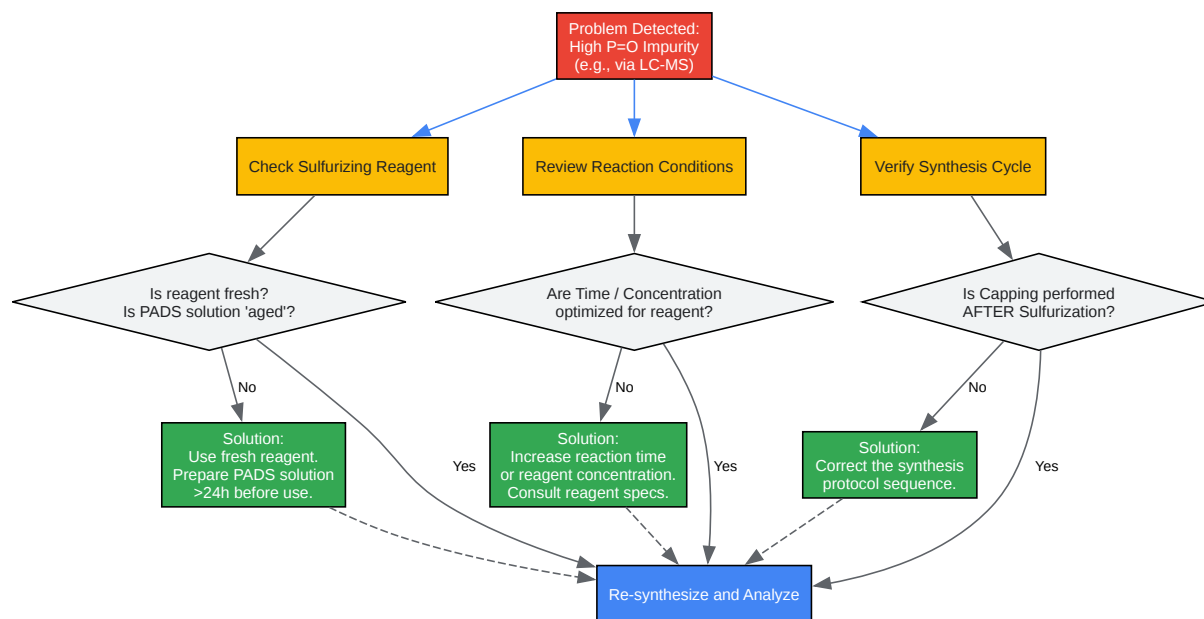 Problem Detected:
High P=O Impurity
(e.g., via LC-MS)
Check Sulfurizing Reagent
Review Reaction Conditions
Verify Synthesis Cycle
Is reagent fresh?
Is PADS solution 'aged'?
Are Time / Concentration
optimized for reagent?
Is Capping performed
AFTER Sulfurization?
No
No
No
Solution:
Use fresh reagent.
Prepare PADS solution
>24h before use.
Yes
Solution:
Increase reaction time
or reagent concentration.
Consult reagent specs.
Yes
Solution:
Correct the synthesis
protocol sequence.
Yes
Re-synthesize and Analyze